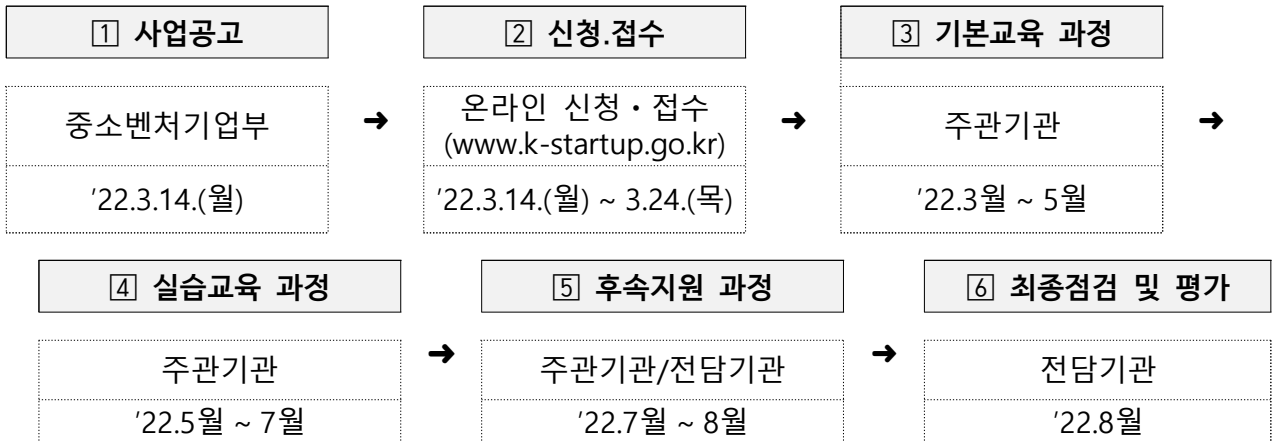 1 사업공고
2 신청.접수
3 기본교육 과정
중소벤처기업부
➜
온라인 신청・접수
(www.k-startup.go.kr)
➜
주관기관
➜
'22.3.14.(월)
'22.3.14.(월) ~ 3.24.(목)
'22.3월 ~ 5월
4 실습교육 과정
5 후속지원 과정
6 최종점검 및 평가
주관기관
➜
주관기관/전담기관
➜
전담기관
'22.5월 ~ 7월
'22.7월 ~ 8월
'22.8월